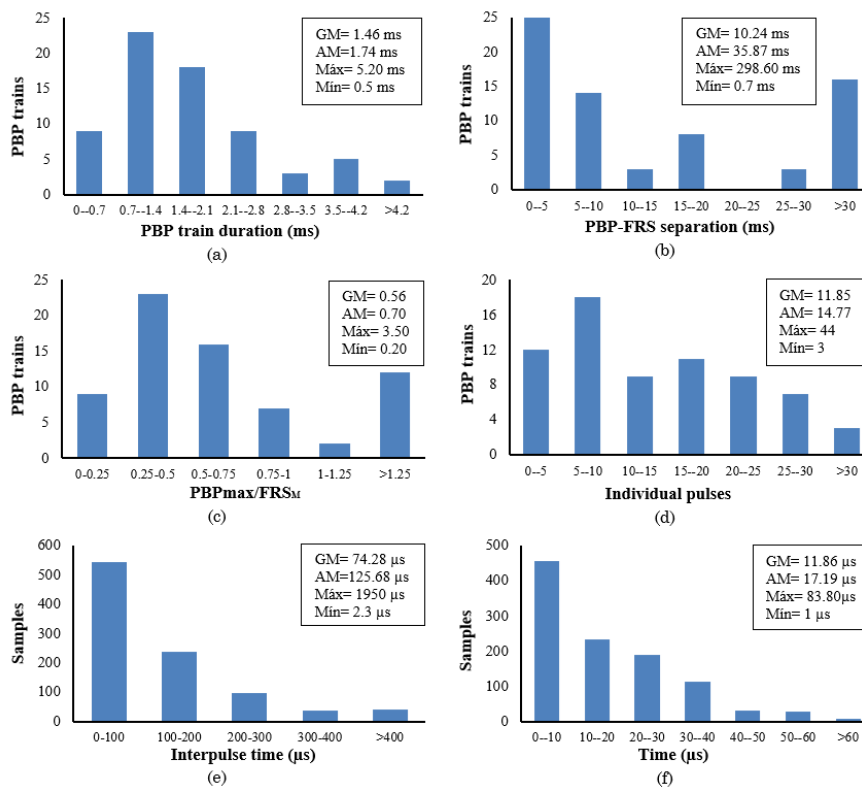 25
20
15
10
5
0
PBP trains
GM= 1.46 ms
AM=1.74 ms
Máx= 5.20 ms
Mín= 0.5 ms
0--0.7 0.7--1.4 1.4--2.1 2.1--2.8 2.8--3.5 3.5--4.2 >4.2
PBP train duration (ms)
(a)
25
20
15
10
5
0
PBP trains
GM= 10.24 ms
AM= 35.87 ms
Máx= 298.60 ms
Mín= 0.7 ms
0--5 5--10 10--15 15--20 20--25 25--30 >30
PBP-FRS separation (ms)
(b)
25
20
15
10
5
0
PBP trains
GM= 0.56
AM= 0.70
Máx= 3.50
Mín= 0.20
0-0.25 0.25-0.5 0.5-0.75 0.75-1 1-1.25 >1.25
PBPmax/FRSM
(c)
20
16
12
8
4
0
PBP trains
GM= 11.85
AM= 14.77
Máx= 44
Mín= 3
0--5 5--10 10--15 15--20 20--25 25--30 >30
Individual pulses
(d)
600
500
400
300
200
100
0
Samples
GM= 74.28 µs
AM=125.68 µs
Máx= 1950 µs
Mín= 2.3 µs
0-100 100-200 200-300 300-400 >400
Interpulse time (µs)
(e)
500
400
300
200
100
0
Samples
GM= 11.86 µs
AM= 17.19 µs
Máx= 83.80µs
Mín= 1 µs
0--10 10--20 20--30 30--40 40--50 50--60 >60
Time (µs)
(f)